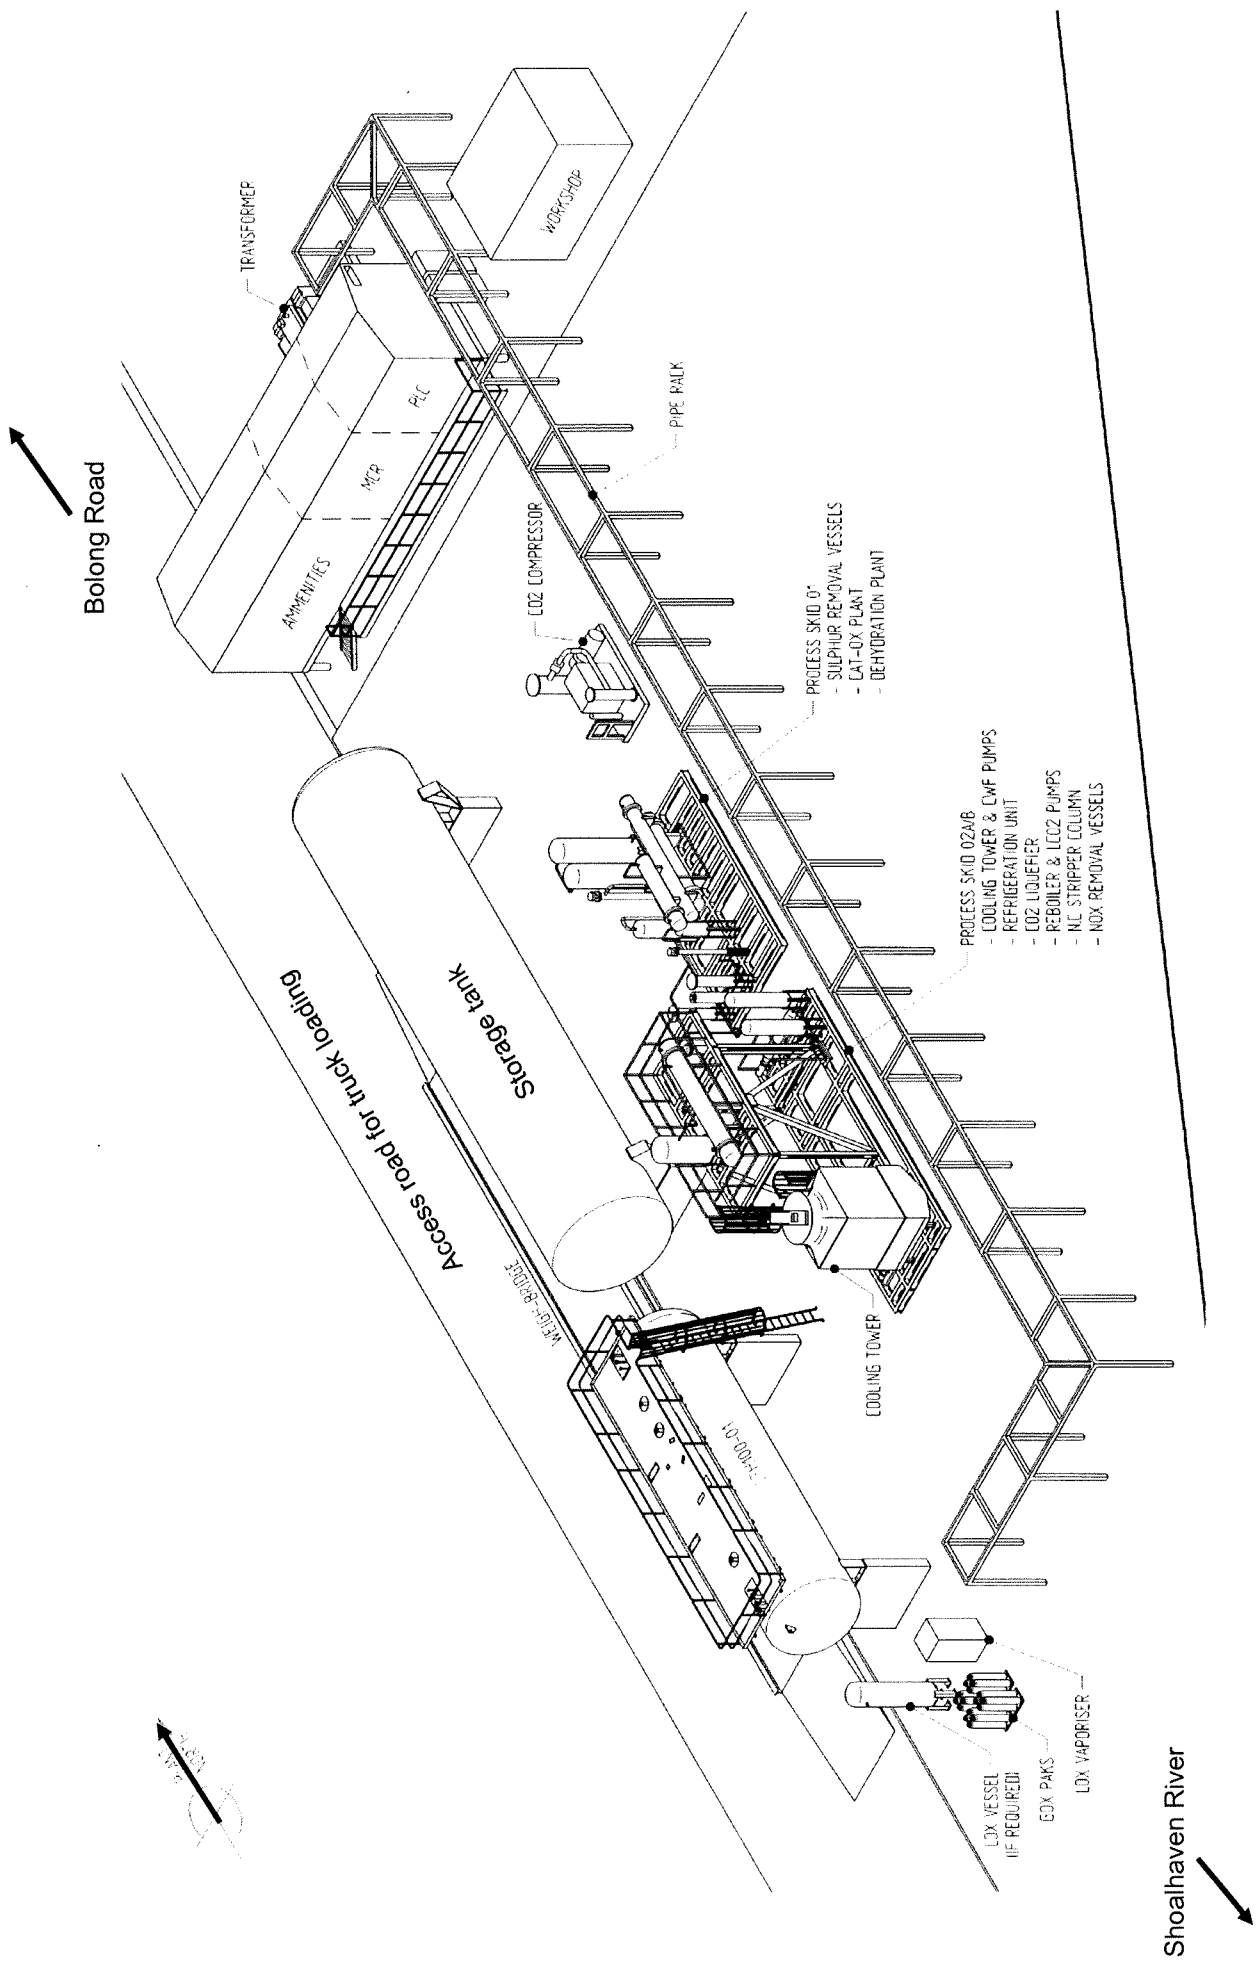 Bolong Road
TRANSFORMER
WORKSHOP
PLC
MCR
AMMENITIES
PIPE RACK
CO2 COMPRESSOR
PROCESS SKID 01
- SULPHUR REMOVAL VESSELS
- CAT-OX PLANT
- DEHYDRATION PLANT
PROCESS SKID 02A/B
- COOLING TOWER & CWF PUMPS
- REFRIGERATION UNIT
- CO2 LIQUEFIER
- REBOILER & LCO2 PUMPS
- N.C STRIPPER COLUMN
- NOX REMOVAL VESSELS
Access road for truck loading
Storage tank
WEIGH-BRIDGE
COOLING TOWER
LOX VESSEL
(IF REQUIRED)
GOX PAKS
LOX VAPORISER
Shoalhaven River